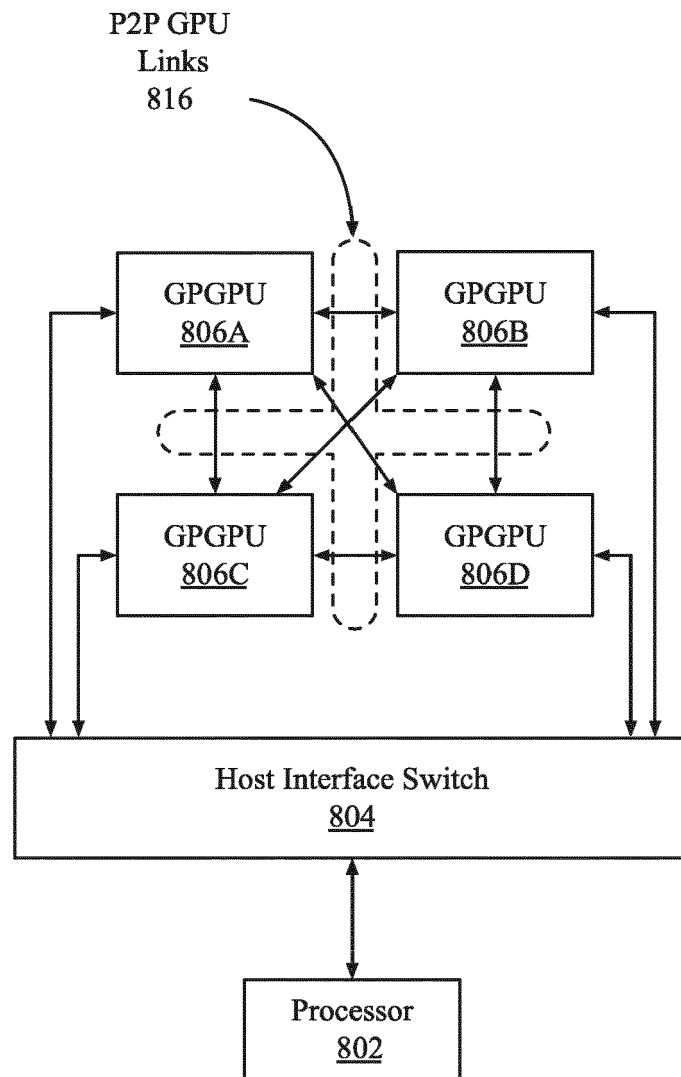 P2P GPU
Links
816
GPGPU
806A
GPGPU
806B
GPGPU
806C
GPGPU
806D
Host Interface Switch
804
Processor
802